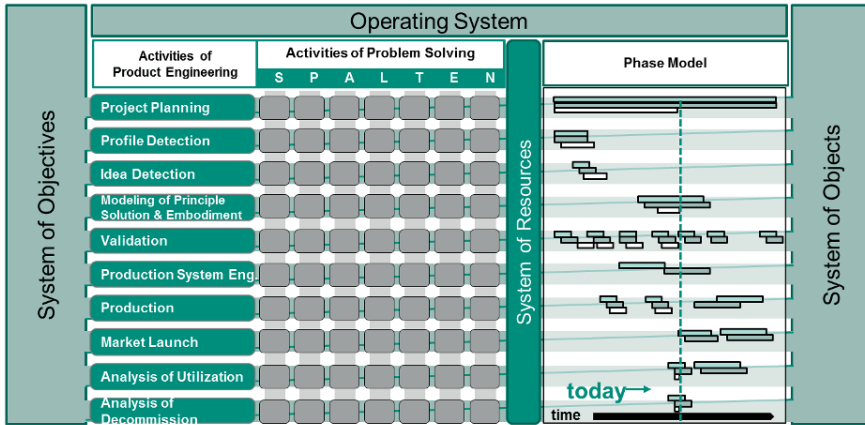 Operating System
System of Objectives
Activities of
Product Engineering
Activities of Problem Solving
S P A L T E N
System of Resources
Phase Model
System of Objects
Project Planning
Profile Detection
Idea Detection
Modeling of Principle
Solution & Embodiment
Validation
Production System Eng.
Production
Market Launch
Analysis of Utilization
Analysis of
Decommission
today
time